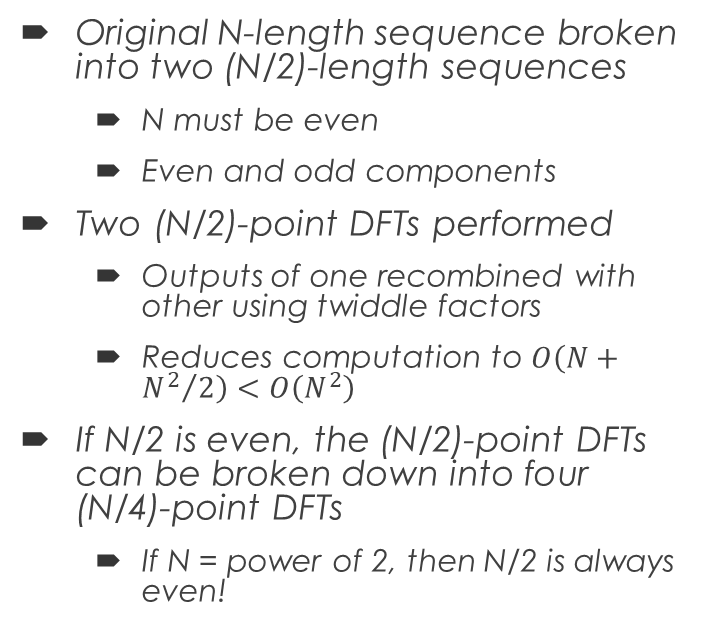 Original N-length sequence broken
into two (N/2)-length sequences
N must be even
Even and odd components
Two (N/2)-point DFTs performed
Outputs of one recombined with
other using twiddle factors
Reduces computation to O(N +
N²/2) < O(N²)
If N/2 is even, the (N/2)-point DFTs
can be broken down into four
(N/4)-point DFTs
If N = power of 2, then N/2 is always
even!